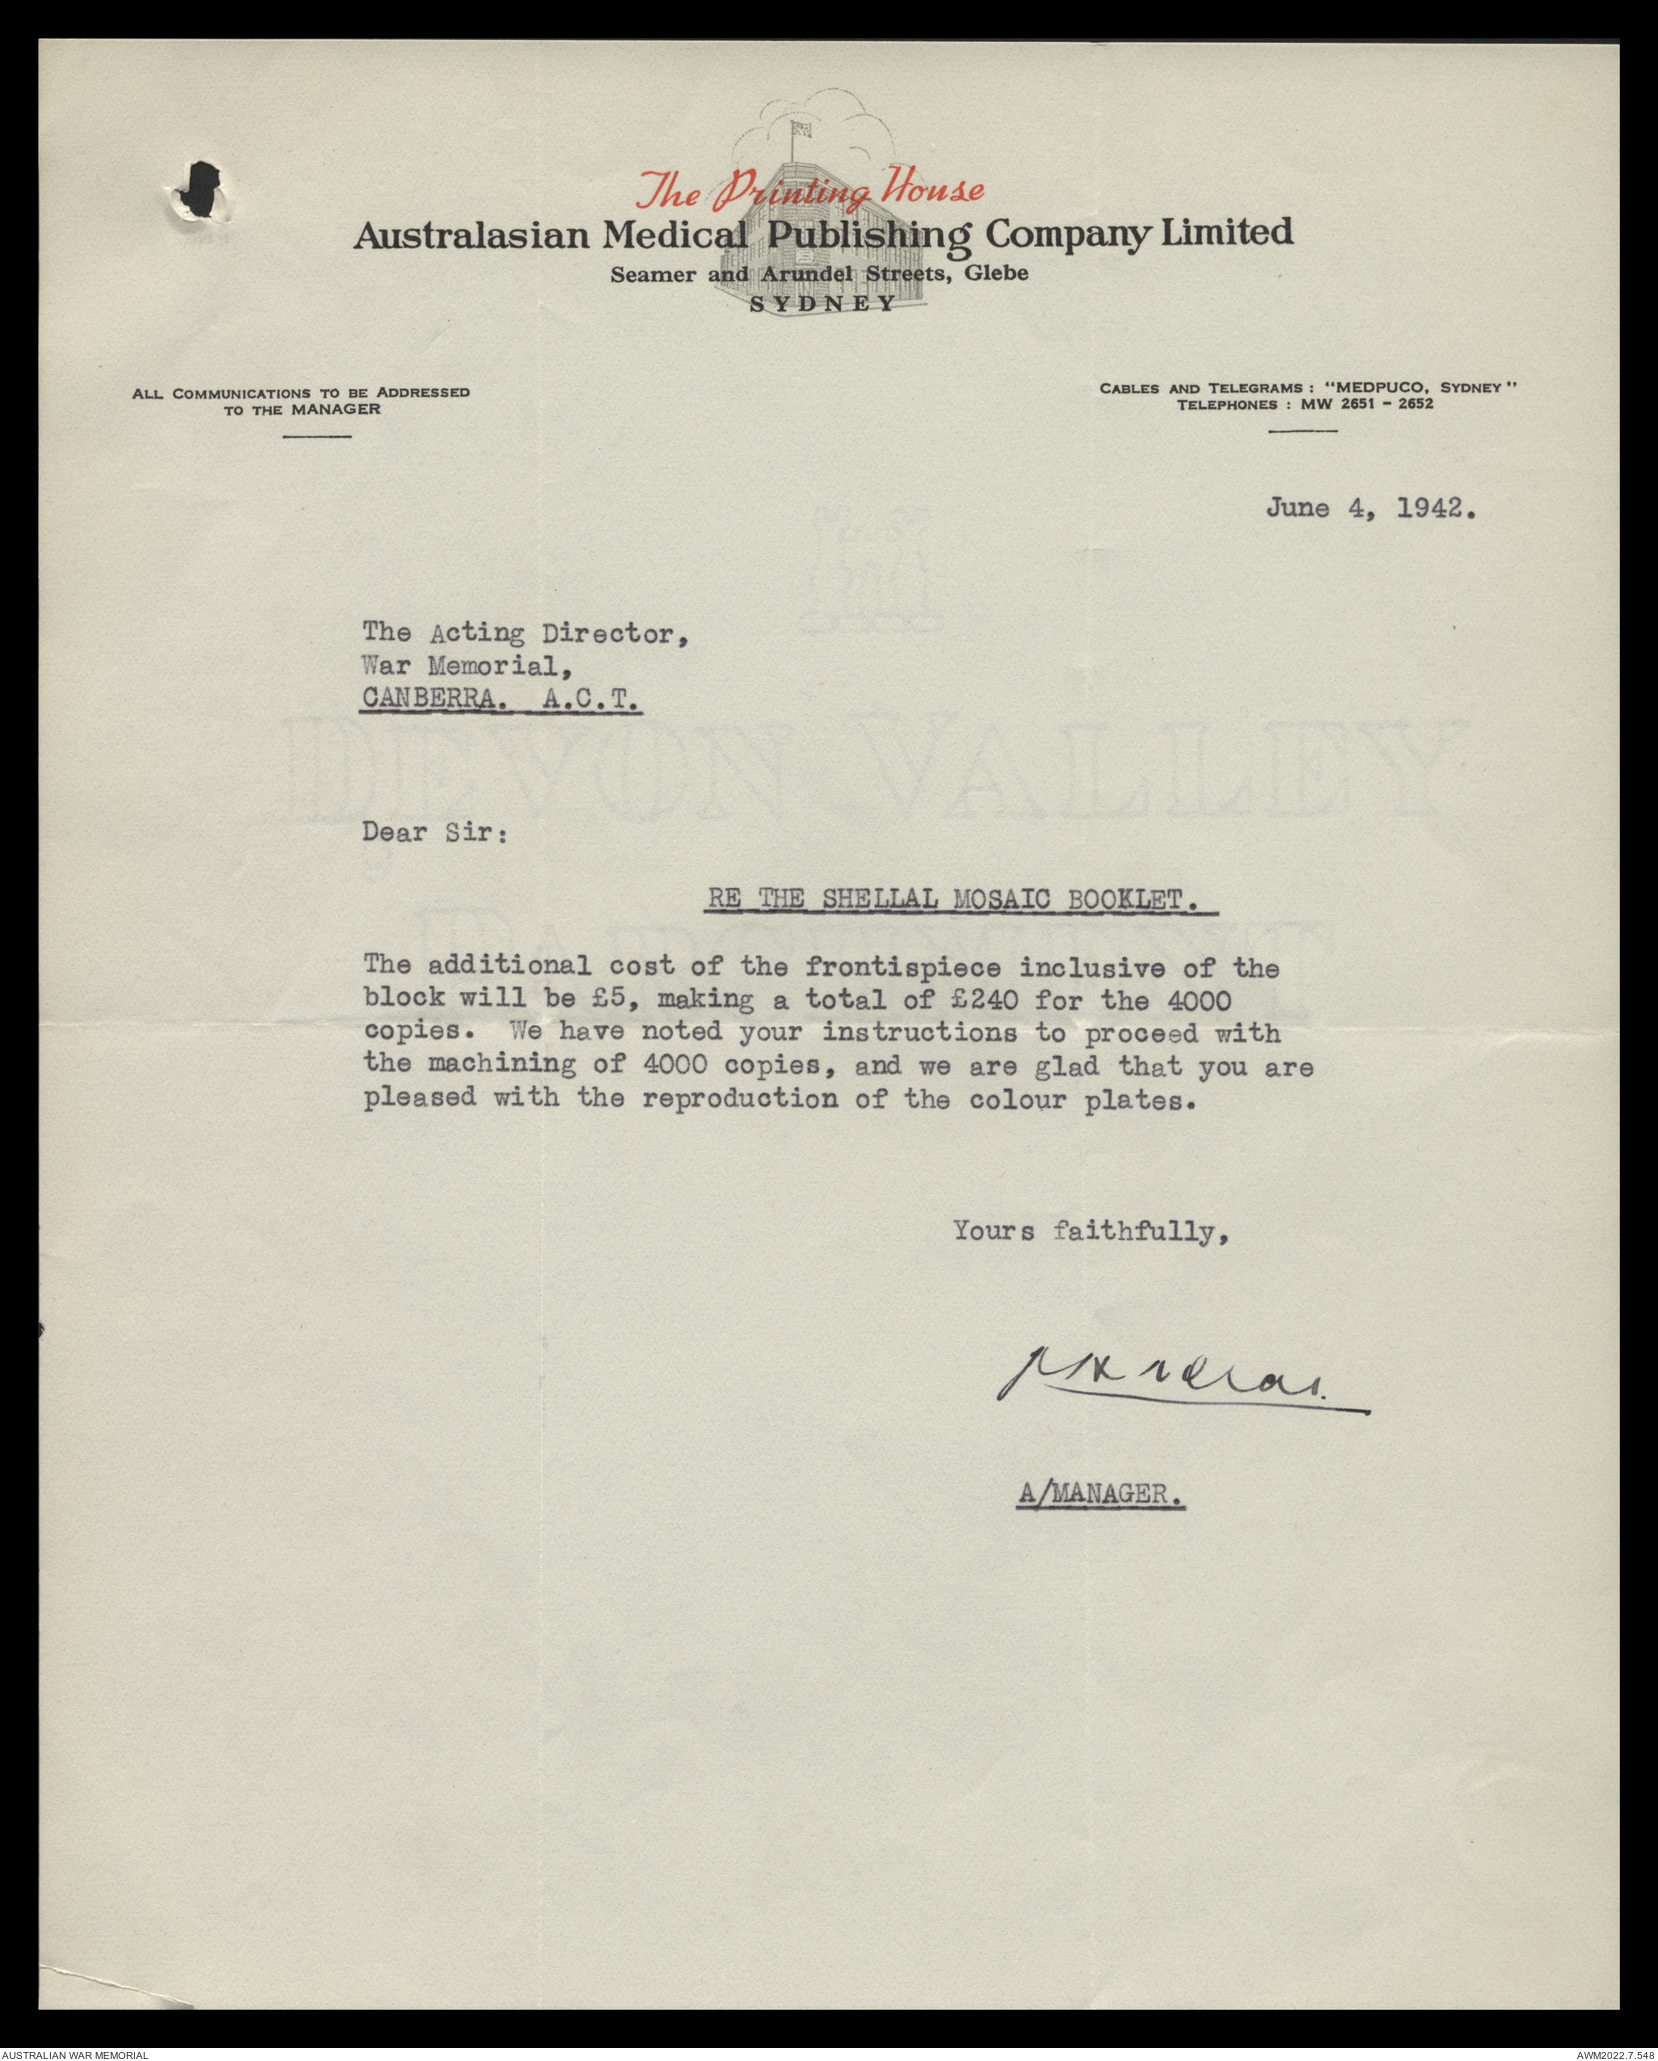 The Printing House
Australasian Medical Publishing Company Limited
Seamer and Arundel Streets, Glebe
SYDNEY
ALL COMMUNICATIONS TO BE ADDRESSED
TO THE MANAGER
CABLES AND TELEGRAMS : "MEDPUCO, SYDNEY"
TELEPHONES : MW 2651 - 2652
June 4, 1942.
The Acting Director,
War Memorial,
CANBERRA. A.C.T.
DEVON VALLEY
Dear Sir:
RE THE SHELLAL MOSAIC BOOKLET.
The additional cost of the frontispiece inclusive of the
block will be £5, making a total of £240 for the 4000
copies. We have noted your instructions to proceed with
the machining of 4000 copies, and we are glad that you are
pleased with the reproduction of the colour plates.
Yours faithfully,
A/MANAGER.
AUSTRALIAN WAR MEMORIAL
AWM2022.7.548